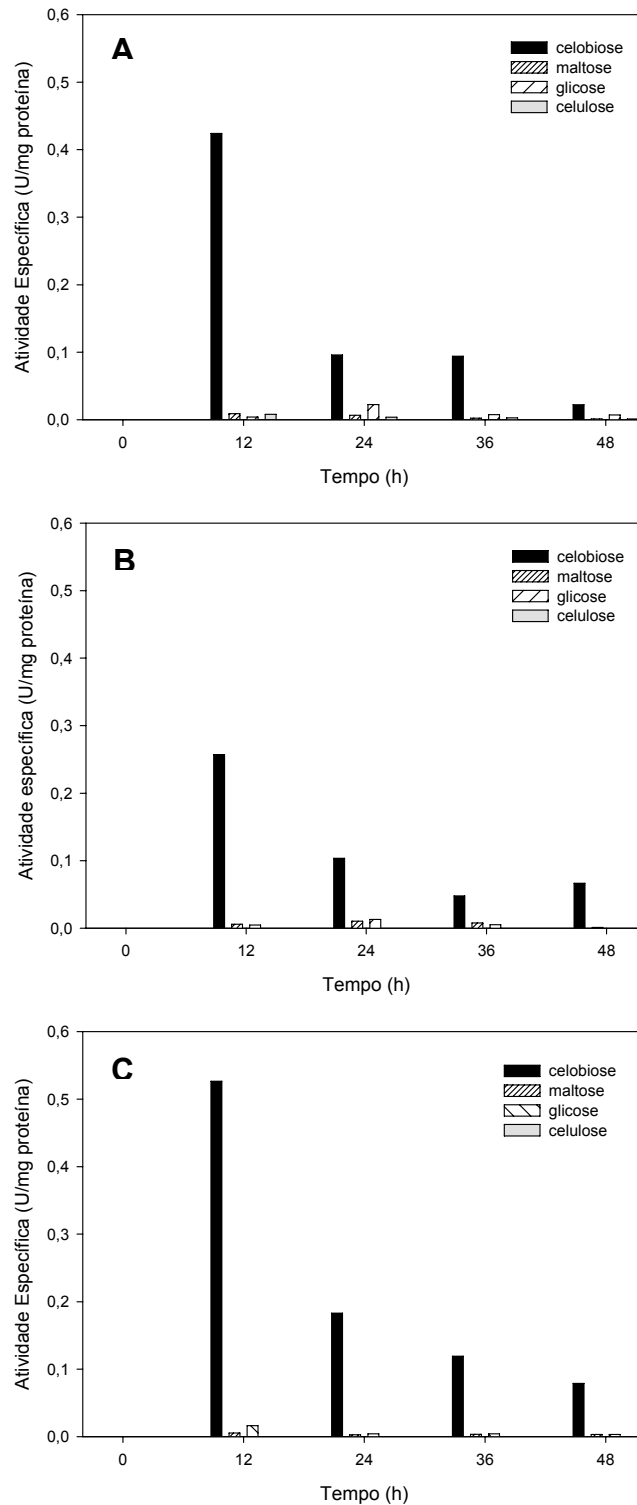 A
celobiose
maltose
glicose
celulose
Atividade Específica (U/mg proteína)
0,6
0,5
0,4
0,3
0,2
0,1
0,0
0 12 24 36 48
Tempo (h)
B
celobiose
maltose
glicose
celulose
Atividade específica (U/mg proteína)
0,6
0,5
0,4
0,3
0,2
0,1
0,0
0 12 24 36 48
Tempo (h)
C
celobiose
maltose
glicose
celulose
Atividade Específica (U/mg proteína)
0,6
0,5
0,4
0,3
0,2
0,1
0,0
0 12 24 36 48
Tempo (h)